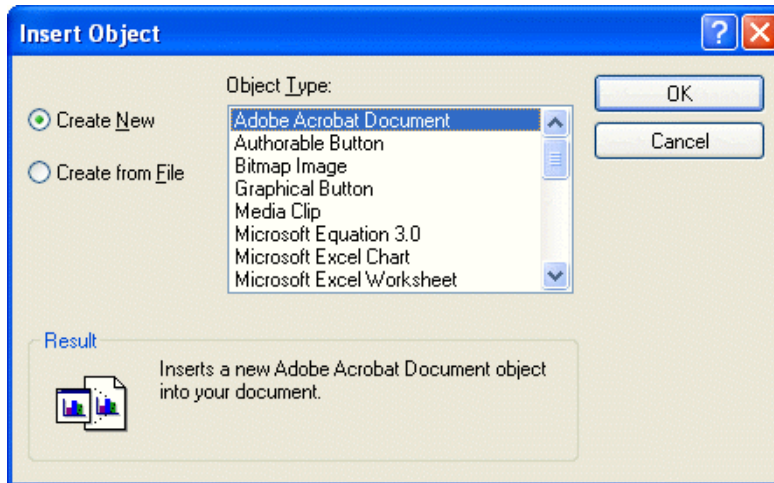 Insert Object
Object Type:
Create New
Create from File
Adobe Acrobat Document
Authorable Button
Bitmap Image
Graphical Button
Media Clip
Microsoft Equation 3.0
Microsoft Excel Chart
Microsoft Excel Worksheet
OK
Cancel
Result
Inserts a new Adobe Acrobat Document object
into your document.